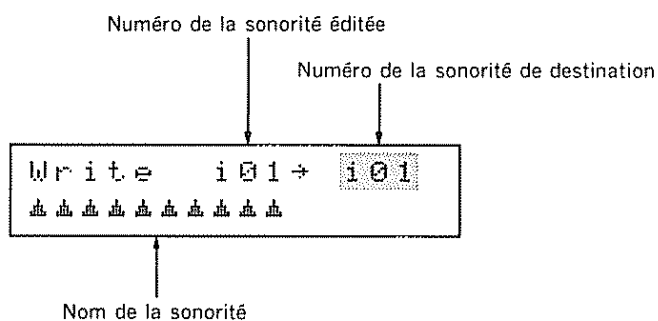 Numéro de la sonorité éditée
Numéro de la sonorité de destination
Write i01→ i01
Nom de la sonorité